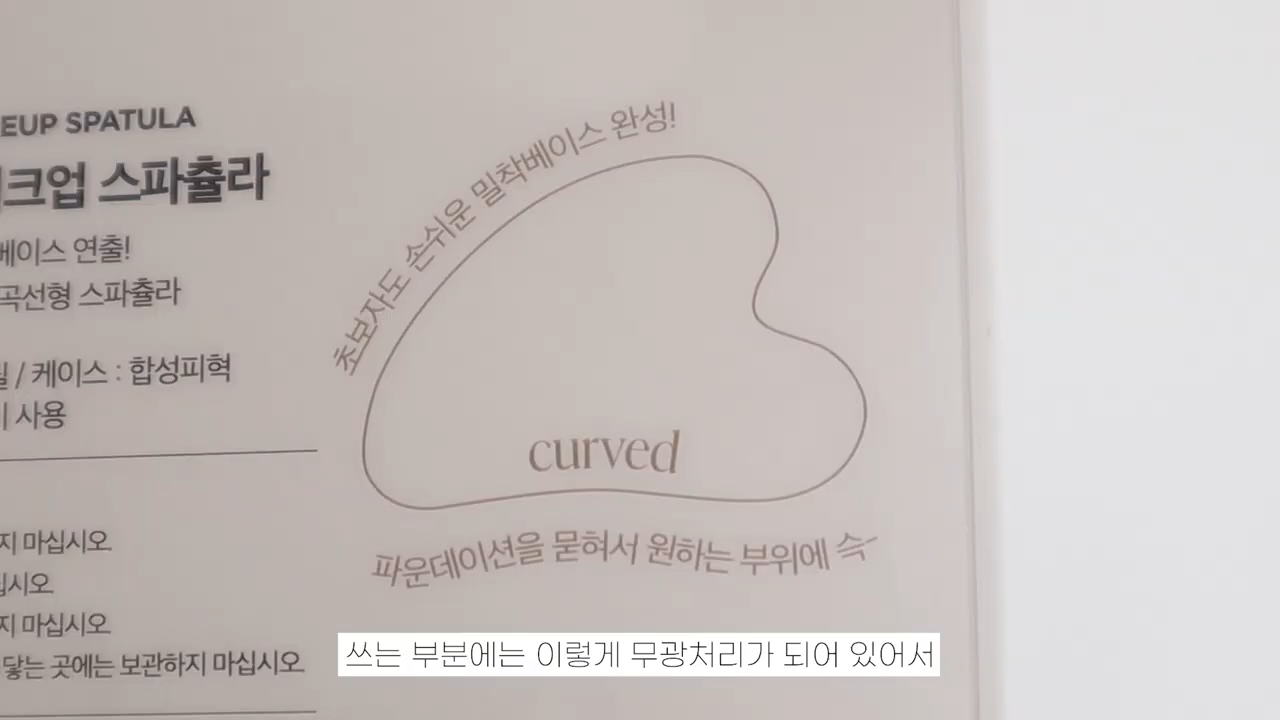 EUP SPATULA
크업 스파츌라
베이스 연출!
곡선형 스파츌라
/ 케이스 : 합성피혁
사용
지 마십시오
십시오
지 마십시오
닿는 곳에는 보관하지 마십시오
초보자도 손쉬운 밀착베이스 완성!
curved
파운데이션을 묻혀서 원하는 부위에 슥-
쓰는 부분에는 이렇게 무광처리가 되어 있어서